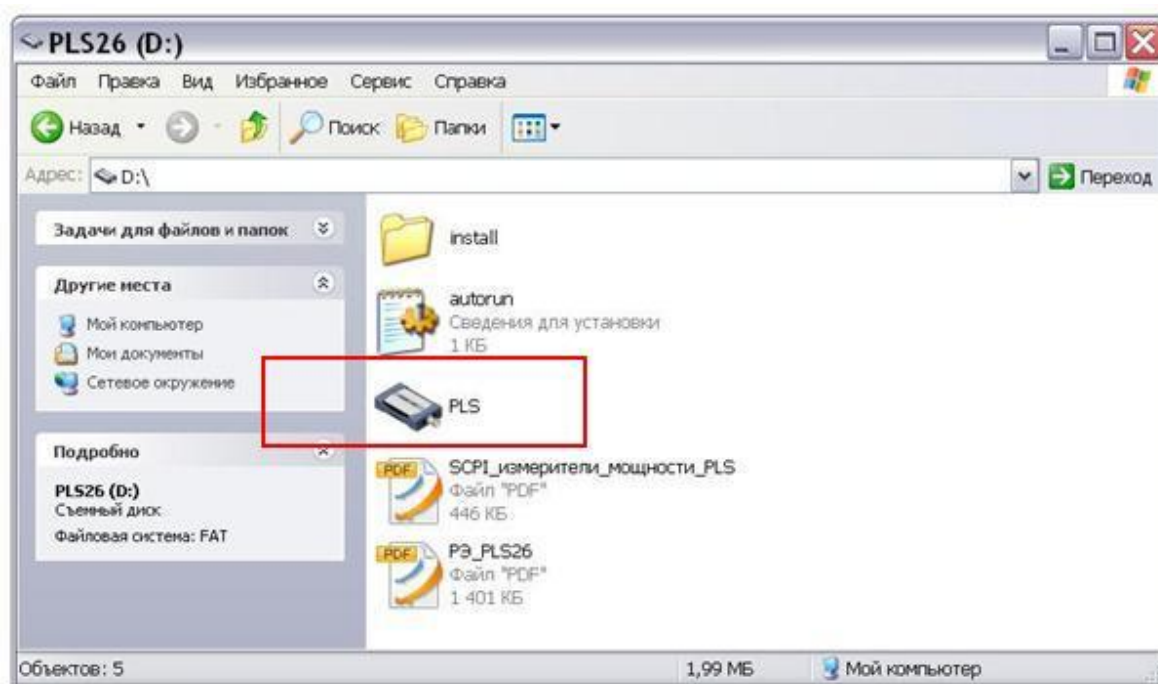 PLS26 (D:)
Файл Правка Вид Избранное Сервис Справка
Назад Поиск Папки
Адрес: D:\ Переход
Задачи для файлов и папок
Другие места
Мой компьютер
Мои документы
Сетевое окружение
Подробно
PLS26 (D:)
Съемный диск
Файловая система: FAT
install
autorun
Сведения для установки
1 КБ
PLS
PDF
SCPI_измерители_мощности_PLS
Файл "PDF"
446 КБ
PDF
РЭ_PLS26
Файл "PDF"
1 401 КБ
Объектов: 5 1,99 МБ Мой компьютер